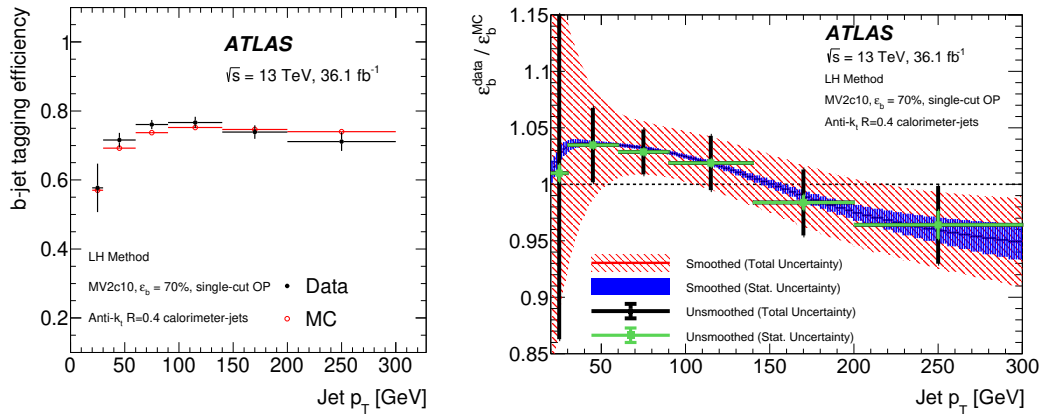 b-jet tagging efficiency
1
0.8
0.6
0.4
0.2
ATLAS
√s = 13 TeV, 36.1 fb⁻¹
LH Method
MV2c10, ε_b = 70%, single-cut OP
Anti-k_t R=0.4 calorimeter-jets
Data
MC
0 50 100 150 200 250 300
Jet p_T [GeV]
ε_b^data / ε_b^MC
1.15
1.1
1.05
1
0.95
0.9
0.85
ATLAS
√s = 13 TeV, 36.1 fb⁻¹
LH Method
MV2c10, ε_b = 70%, single-cut OP
Anti-k_t R=0.4 calorimeter-jets
Smoothed (Total Uncertainty)
Smoothed (Stat. Uncertainty)
Unsmoothed (Total Uncertainty)
Unsmoothed (Stat. Uncertainty)
50 100 150 200 250 300
Jet p_T [GeV]